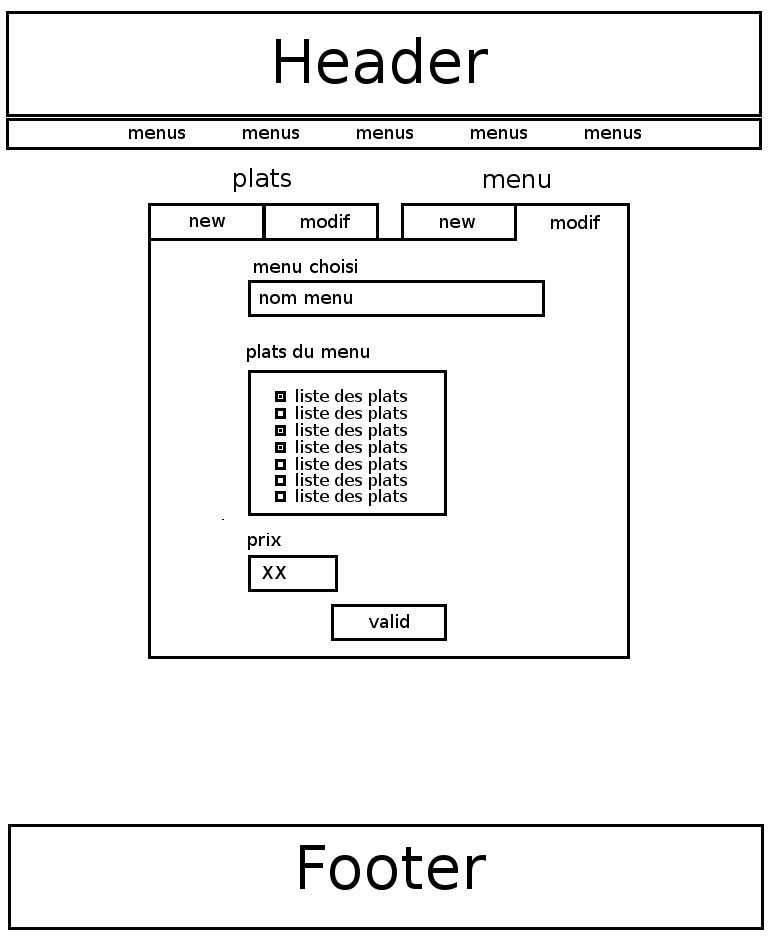 Header
menus menus menus menus menus
plats menu
new modif new modif
menu choisi
nom menu
plats du menu
liste des plats
liste des plats
liste des plats
liste des plats
liste des plats
liste des plats
liste des plats
prix
XX
valid
Footer